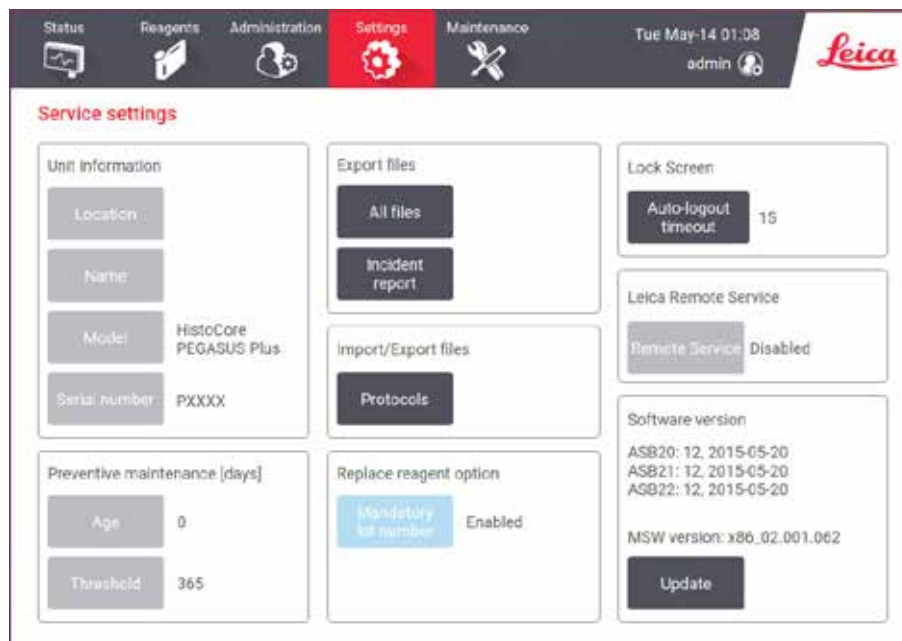 Status Reagents Administration Settings Maintenance Tue May-14 01:08
admin
Leica
Service settings
Unit Information
Location
Name
Model HistoCore
PEGASUS Plus
Serial number PXXXX
Preventive maintenance [days]
Age 0
Threshold 365
Export files
All files
Incident
report
Import/Export files
Protocols
Replace reagent option
Mandatory
lot number Enabled
Lock Screen
Auto-logout
timeout 15
Leica Remote Service
Remote Service Disabled
Software version
ASB20: 12, 2015-05-20
ASB21: 12, 2015-05-20
ASB22: 12, 2015-05-20
MSW version: x86_02.001.062
Update